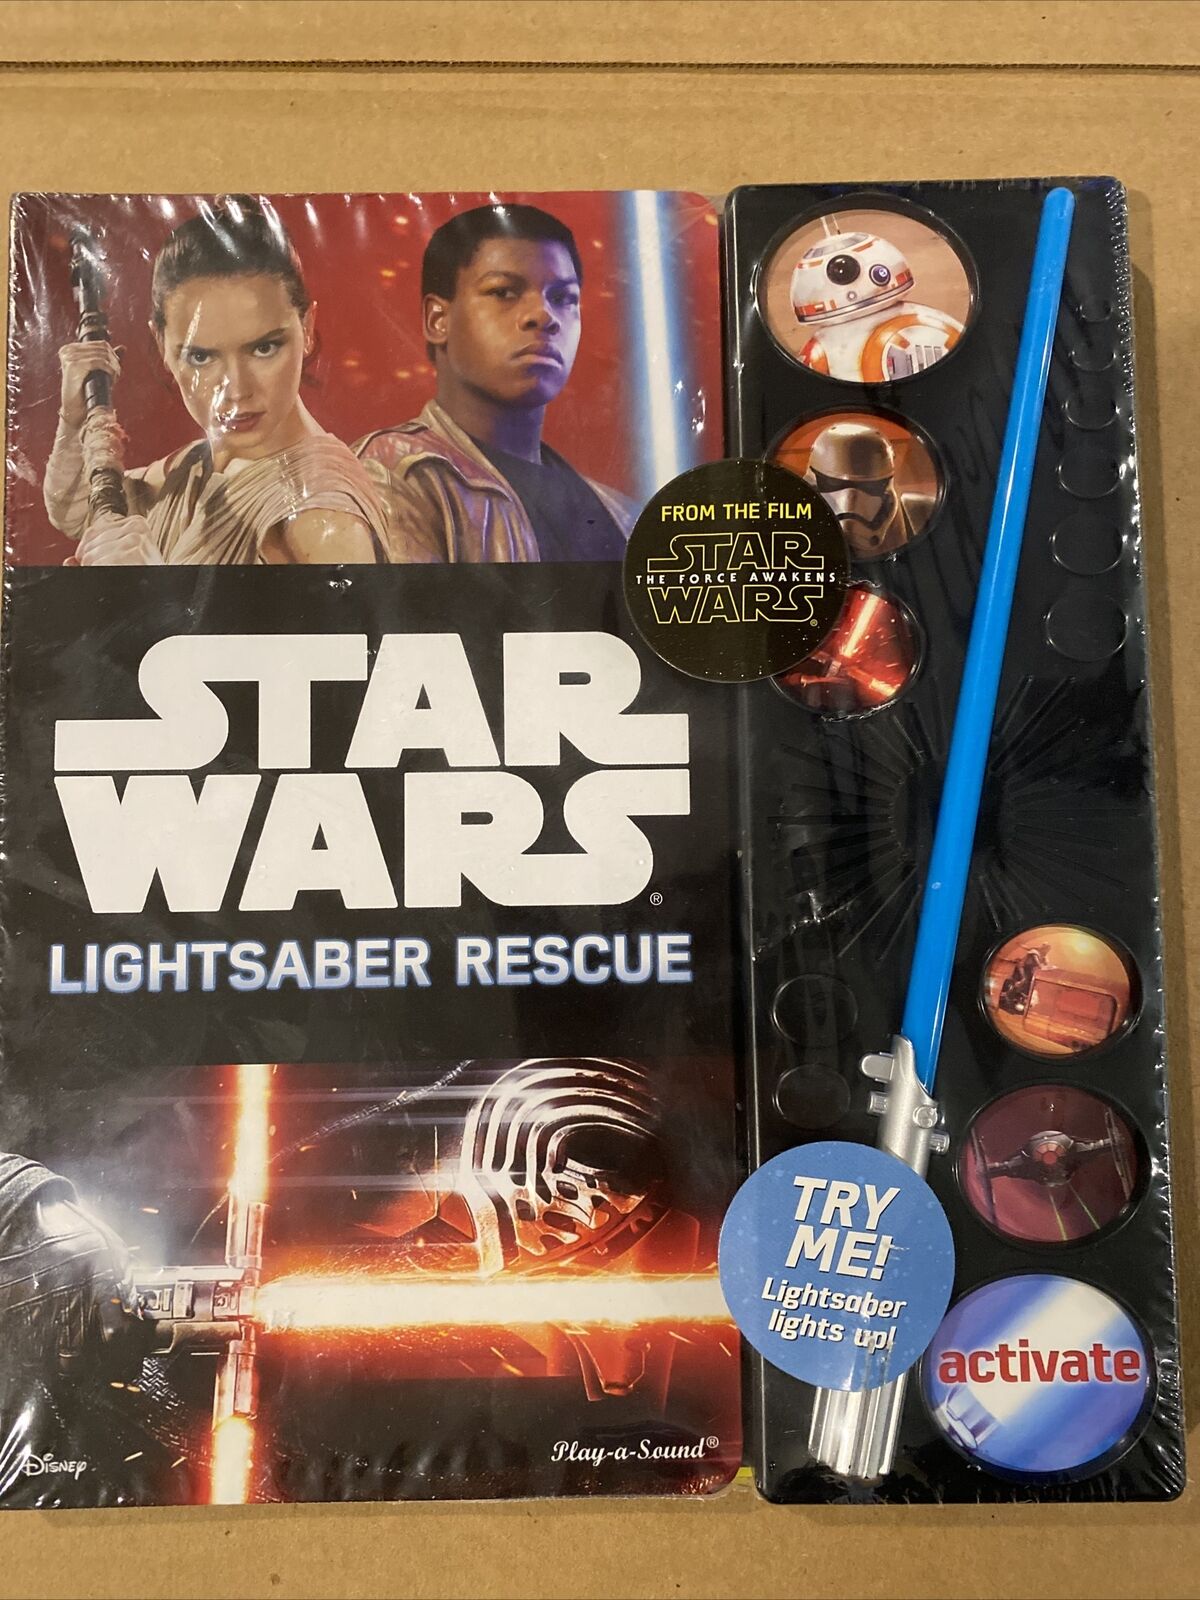 FROM THE FILM
STAR
THE FORCE AWAKENS
WARS®
STAR
WARS®
LIGHTSABER RESCUE
TRY
ME!
Lightsaber
lights up!
activate
Disney
Play-a-Sound®